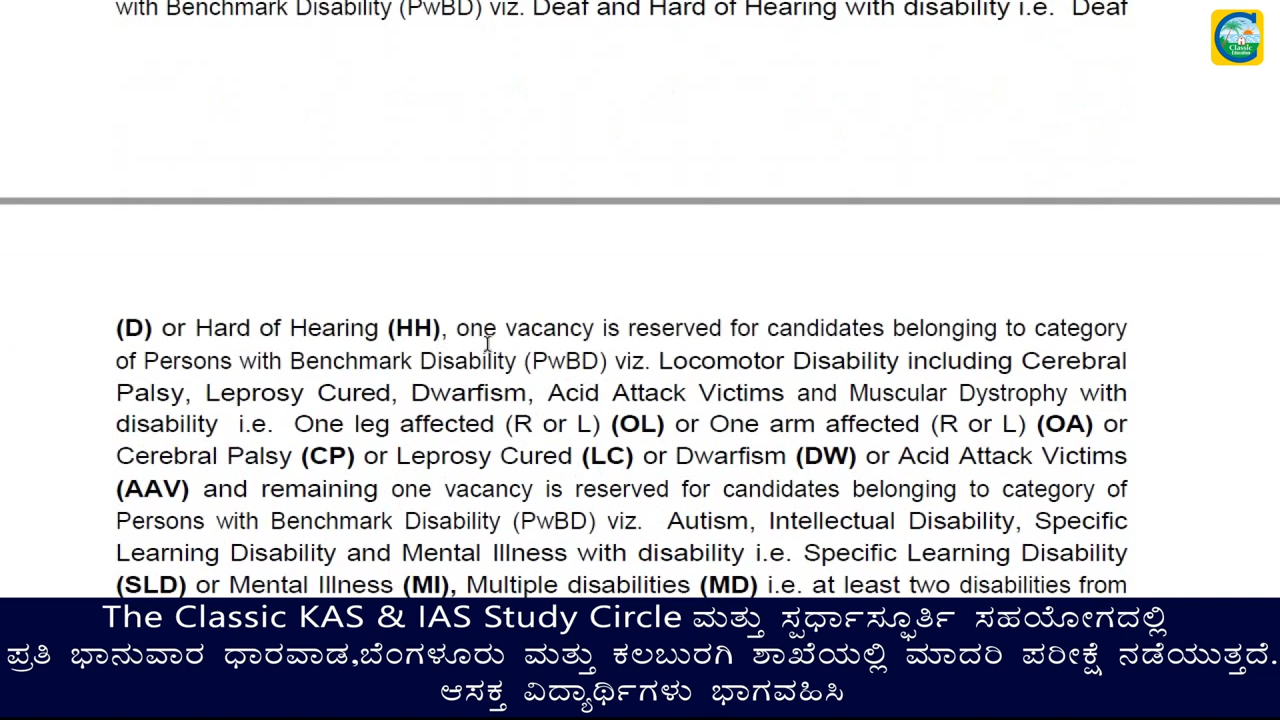 with Benchmark Disability (PwBD) viz. Deaf and Hard of Hearing with disability i.e. Deaf
Classic
Education
(D) or Hard of Hearing (HH), one vacancy is reserved for candidates belonging to category
of Persons with Benchmark Disability (PwBD) viz. Locomotor Disability including Cerebral
Palsy, Leprosy Cured, Dwarfism, Acid Attack Victims and Muscular Dystrophy with
disability i.e. One leg affected (R or L) (OL) or One arm affected (R or L) (OA) or
Cerebral Palsy (CP) or Leprosy Cured (LC) or Dwarfism (DW) or Acid Attack Victims
(AAV) and remaining one vacancy is reserved for candidates belonging to category of
Persons with Benchmark Disability (PwBD) viz. Autism, Intellectual Disability, Specific
Learning Disability and Mental Illness with disability i.e. Specific Learning Disability
(SLD) or Mental Illness (MI), Multiple disabilities (MD) i.e. at least two disabilities from
The Classic KAS & IAS Study Circle ಮತ್ತು ಸ್ಪರ್ಧಾಸ್ಫೂರ್ತಿ ಸಹಯೋಗದಲ್ಲಿ
ಪ್ರತಿ ಭಾನುವಾರ ಧಾರವಾಡ,ಬೆಂಗಳೂರು ಮತ್ತು ಕಲಬುರಗಿ ಶಾಖೆಯಲ್ಲಿ ಮಾದರಿ ಪರೀಕ್ಷೆ ನಡೆಯುತ್ತದೆ.
ಆಸಕ್ತ ವಿದ್ಯಾರ್ಥಿಗಳು ಭಾಗವಹಿಸಿ